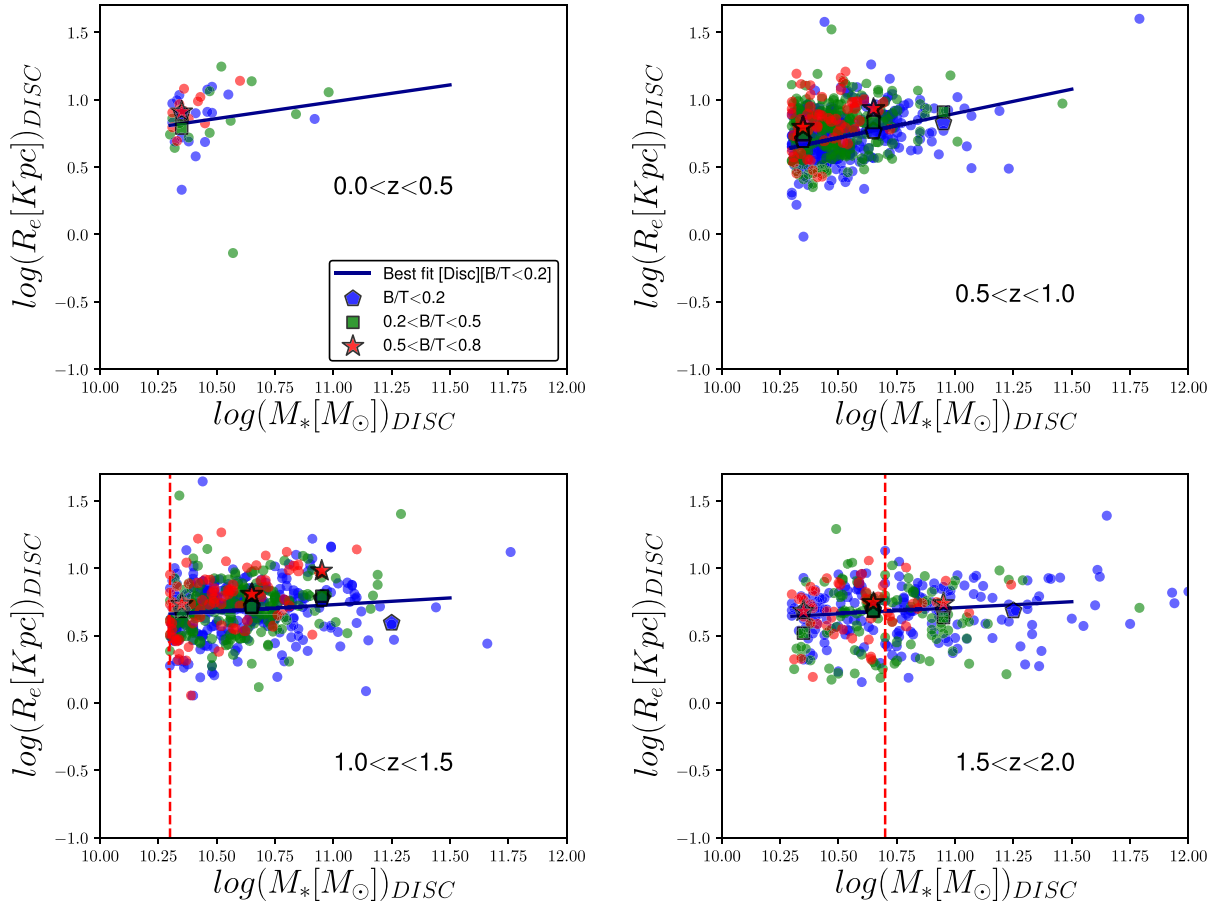 1.5
1.0
0.5
0.0
−0.5
−1.0
log(R_e[Kpc])_DISC
0.0<z<0.5
Best fit [Disc][B/T<0.2]
B/T<0.2
0.2<B/T<0.5
0.5<B/T<0.8
10.00 10.25 10.50 10.75 11.00 11.25 11.50 11.75 12.00
log(M_*[M_⊙])_DISC
1.5
1.0
0.5
0.0
−0.5
−1.0
log(R_e[Kpc])_DISC
0.5<z<1.0
10.00 10.25 10.50 10.75 11.00 11.25 11.50 11.75 12.00
log(M_*[M_⊙])_DISC
1.5
1.0
0.5
0.0
−0.5
−1.0
log(R_e[Kpc])_DISC
1.0<z<1.5
10.00 10.25 10.50 10.75 11.00 11.25 11.50 11.75 12.00
log(M_*[M_⊙])_DISC
1.5
1.0
0.5
0.0
−0.5
−1.0
log(R_e[Kpc])_DISC
1.5<z<2.0
10.00 10.25 10.50 10.75 11.00 11.25 11.50 11.75 12.00
log(M_*[M_⊙])_DISC